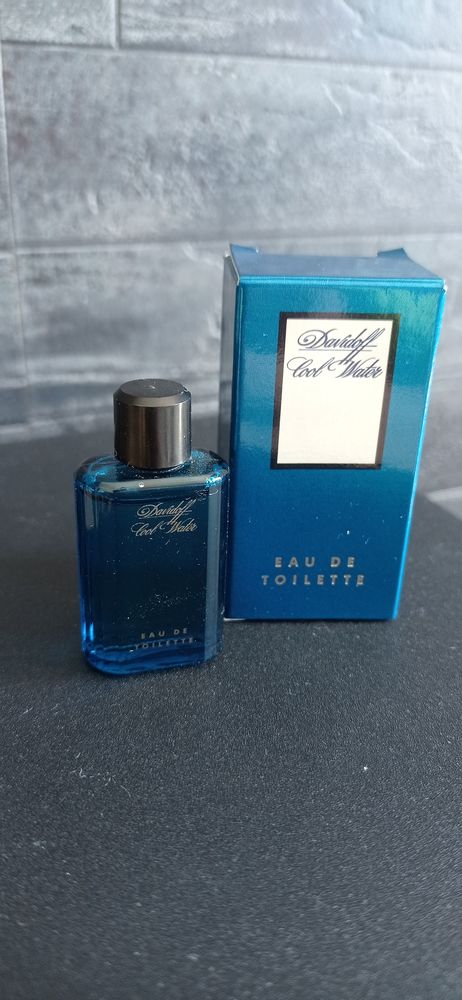 Davidoff
Cool Water
EAU DE
TOILETTE
Davidoff
Cool Water
EAU DE
TOILETTE